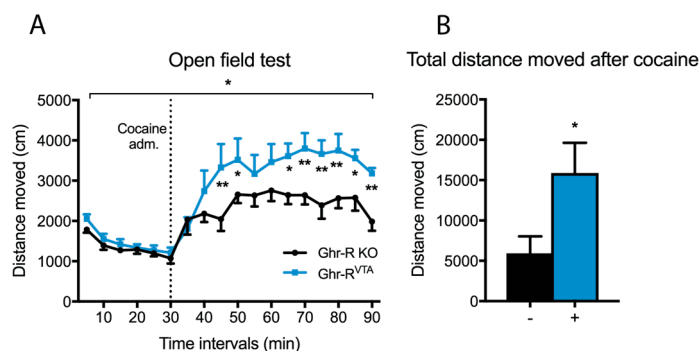 A
Open field test
*
Distance moved (cm)
5000
4000
3000
2000
1000
0
Cocaine
adm.
** * * ** ** ** * **
Ghr-R KO
Ghr-RVTA
10 20 30 40 50 60 70 80 90
Time intervals (min)
B
Total distance moved after cocaine
Distance moved (cm)
25000
20000
15000
10000
5000
0
*
- +